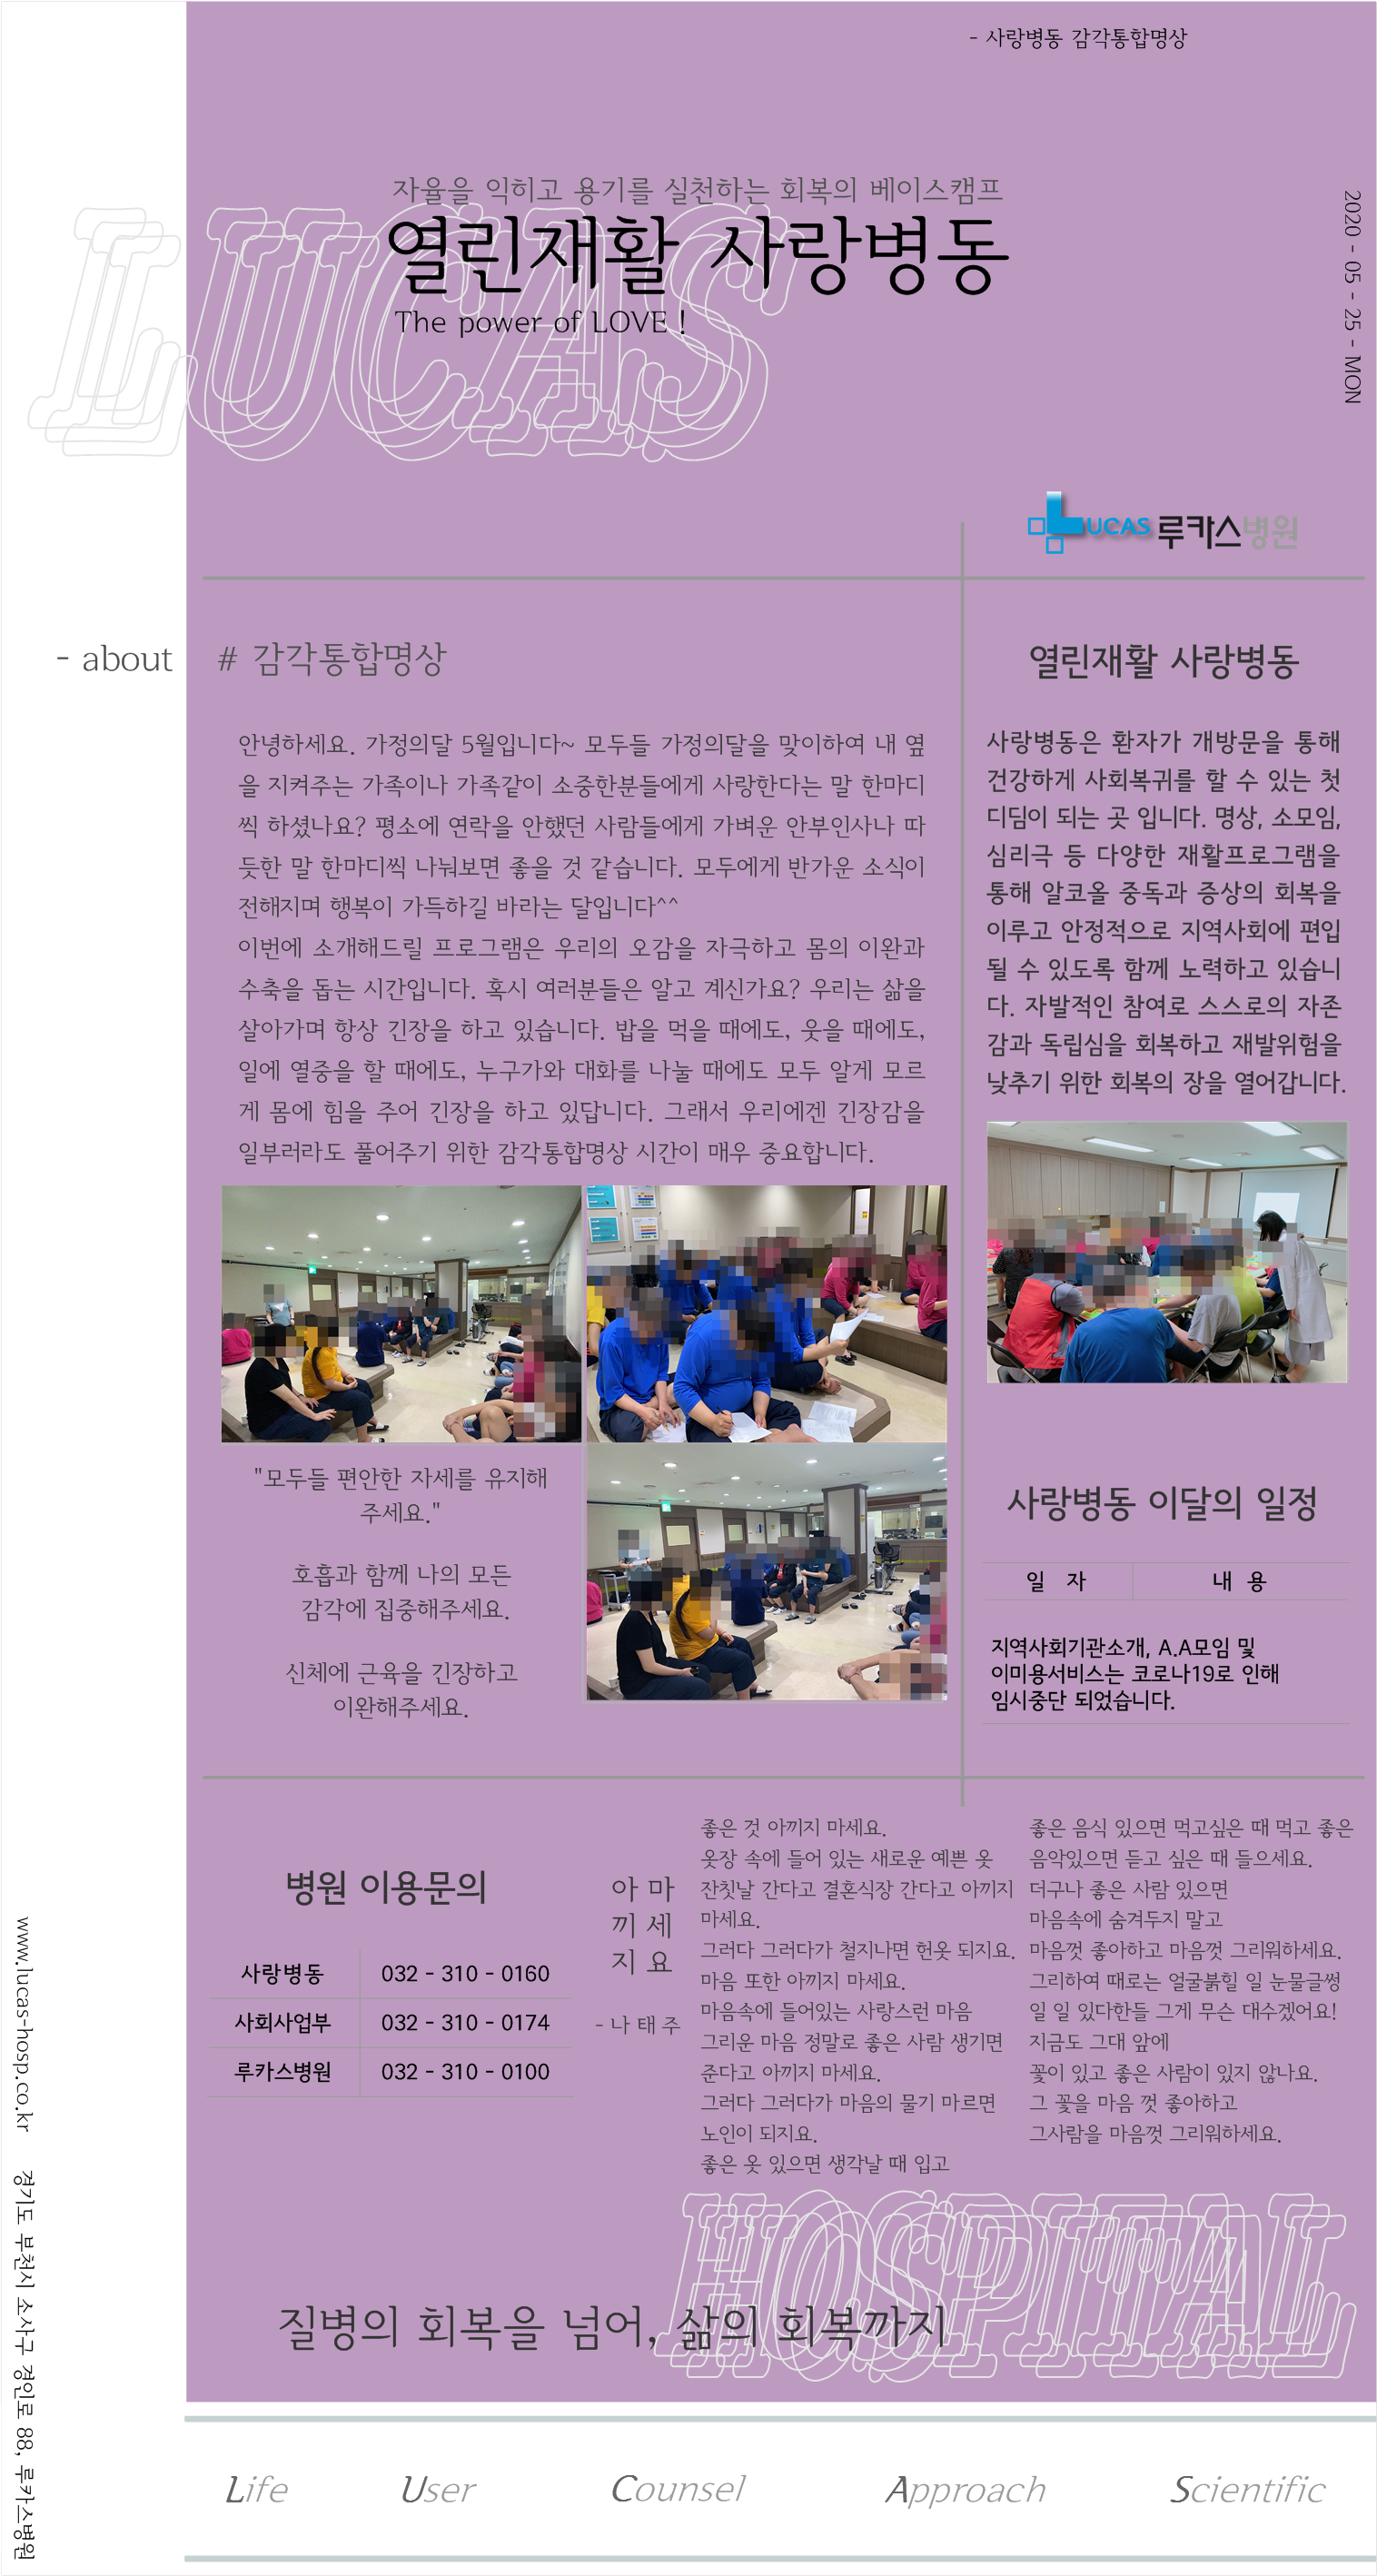 - 사랑병동 감각통합명상
자율을 익히고 용기를 실천하는 회복의 베이스캠프
열린재활 사랑병동
The power of LOVE !
LUCAS
2020 - 05 - 25 - MON
LUCAS 루카스병원
- about
# 감각통합명상
안녕하세요. 가정의달 5월입니다~ 모두들 가정의달을 맞이하여 내 옆
을 지켜주는 가족이나 가족같이 소중한분들에게 사랑한다는 말 한마디
씩 하셨나요? 평소에 연락을 안했던 사람들에게 가벼운 안부인사나 따
듯한 말 한마디씩 나눠보면 좋을 것 같습니다. 모두에게 반가운 소식이
전해지며 행복이 가득하길 바라는 달입니다^^
이번에 소개해드릴 프로그램은 우리의 오감을 자극하고 몸의 이완과
수축을 돕는 시간입니다. 혹시 여러분들은 알고 계신가요? 우리는 삶을
살아가며 항상 긴장을 하고 있습니다. 밥을 먹을 때에도, 웃을 때에도,
일에 열중을 할 때에도, 누구가와 대화를 나눌 때에도 모두 알게 모르
게 몸에 힘을 주어 긴장을 하고 있답니다. 그래서 우리에겐 긴장감을
일부러라도 풀어주기 위한 감각통합명상 시간이 매우 중요합니다.
"모두들 편안한 자세를 유지해
주세요."
호흡과 함께 나의 모든
감각에 집중해주세요.
신체에 근육을 긴장하고
이완해주세요.
열린재활 사랑병동
사랑병동은 환자가 개방문을 통해
건강하게 사회복귀를 할 수 있는 첫
디딤이 되는 곳 입니다. 명상, 소모임,
심리극 등 다양한 재활프로그램을
통해 알코올 중독과 증상의 회복을
이루고 안정적으로 지역사회에 편입
될 수 있도록 함께 노력하고 있습니
다. 자발적인 참여로 스스로의 자존
감과 독립심을 회복하고 재발위험을
낮추기 위한 회복의 장을 열어갑니다.
사랑병동 이달의 일정
일 자 내 용
지역사회기관소개, A.A모임 및
이미용서비스는 코로나19로 인해
임시중단 되었습니다.
병원 이용문의
사랑병동 032 - 310 - 0160
사회사업부 032 - 310 - 0174
루카스병원 032 - 310 - 0100
아 마
끼 세
지 요
- 나 태 주
좋은 것 아끼지 마세요.
옷장 속에 들어 있는 새로운 예쁜 옷
잔칫날 간다고 결혼식장 간다고 아끼지
마세요.
그러다 그러다가 철지나면 헌옷 되지요.
마음 또한 아끼지 마세요.
마음속에 들어있는 사랑스런 마음
그리운 마음 정말로 좋은 사람 생기면
준다고 아끼지 마세요.
그러다 그러다가 마음의 물기 마르면
노인이 되지요.
좋은 옷 있으면 생각날 때 입고
좋은 음식 있으면 먹고싶은 때 먹고 좋은
음악있으면 듣고 싶은 때 들으세요.
더구나 좋은 사람 있으면
마음속에 숨겨두지 말고
마음껏 좋아하고 마음껏 그리워하세요.
그리하여 때로는 얼굴붉힐 일 눈물글썽
일 일 있다한들 그게 무슨 대수겠어요!
지금도 그대 앞에
꽃이 있고 좋은 사람이 있지 않나요.
그 꽃을 마음 껏 좋아하고
그사람을 마음껏 그리워하세요.
HOSPITAL
질병의 회복을 넘어, 삶의 회복까지
www.lucas-hosp.co.kr 경기도 부천시 소사구 경인로 88, 루카스병원
Life User Counsel Approach Scientific